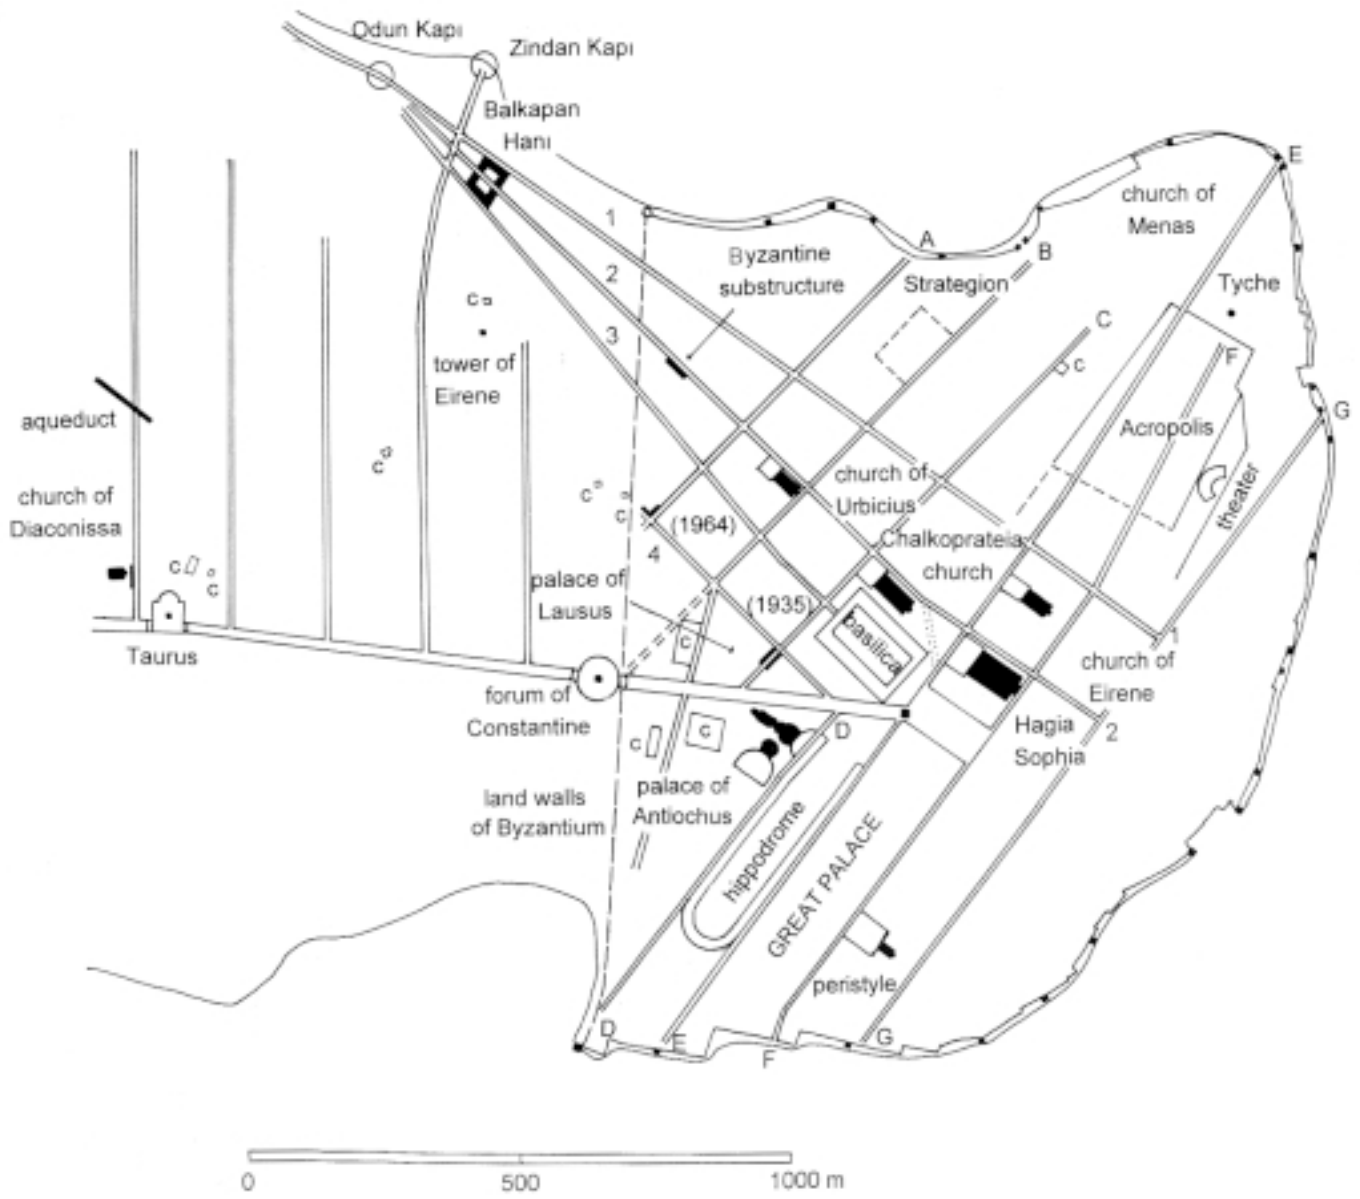 Odun Kapı
Zindan Kapı
Balkapan
Hanı
E
church of
Menas
1
A
B
Byzantine
substructure
2
Strategion
Tyche
c
3
C
tower of
Eirene
F
c
aqueduct
Acropolis
G
c
church of
Diaconissa
c
c
church of
Urbicius
theater
(1964)
4
Chalkoprateia
church
c
c
palace of
Lausus
(1935)
basilica
1
c
Taurus
church of
Eirene
forum of
Constantine
c
c
D
Hagia
Sophia
2
land walls
of Byzantium
palace of
Antiochus
hippodrome
GREAT PALACE
peristyle
D
E
F
G
0
500
1000 m